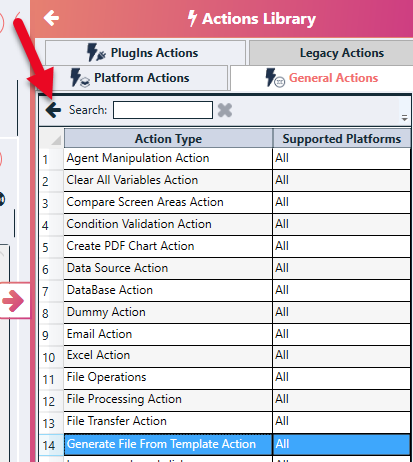 Actions Library
PlugIns Actions Legacy Actions
Platform Actions General Actions
Search:
Action Type Supported Platforms
1 Agent Manipulation Action All
2 Clear All Variables Action All
3 Compare Screen Areas Action All
4 Condition Validation Action All
5 Create PDF Chart Action All
6 Data Source Action All
7 DataBase Action All
8 Dummy Action All
9 Email Action All
10 Excel Action All
11 File Operations All
12 File Processing Action All
13 File Transfer Action All
14 Generate File From Template Action All